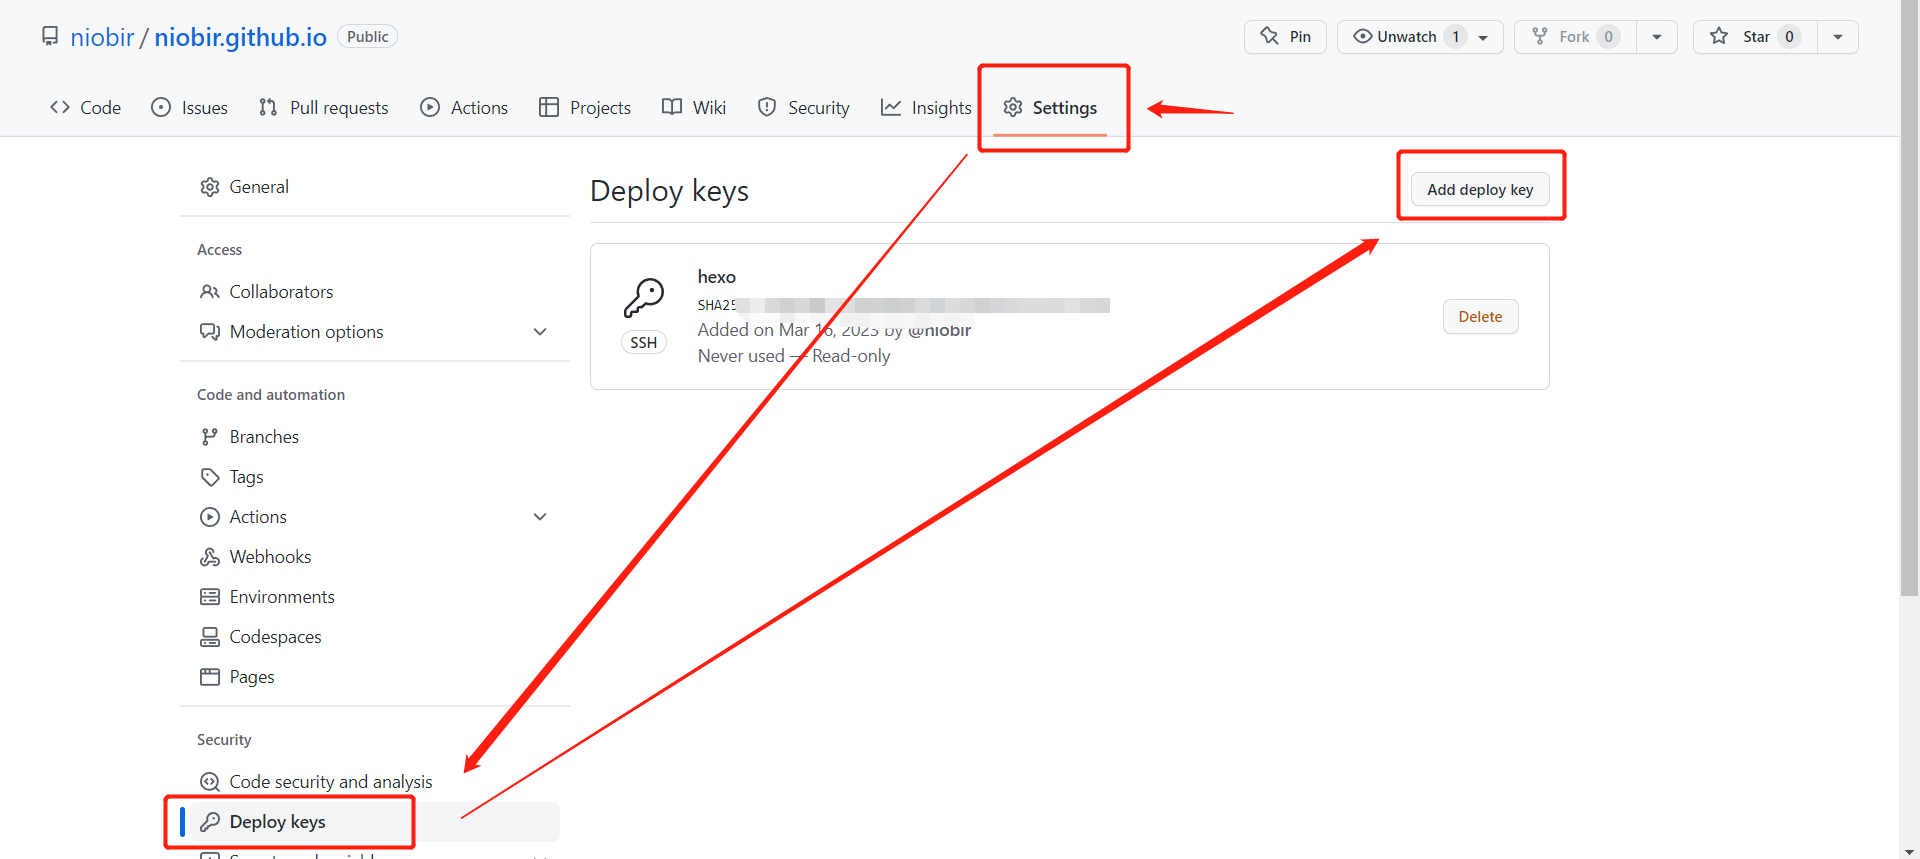 niobir / niobir.github.io Public
Pin Unwatch 1 Fork 0 Star 0
Code Issues Pull requests Actions Projects Wiki Security Insights Settings
General
Access
Collaborators
Moderation options
Code and automation
Branches
Tags
Actions
Webhooks
Environments
Codespaces
Pages
Security
Code security and analysis
Deploy keys
Deploy keys
Add deploy key
hexo
SHA25
Added on Mar 16, 2023 by @niobir
Never used — Read-only
SSH
Delete